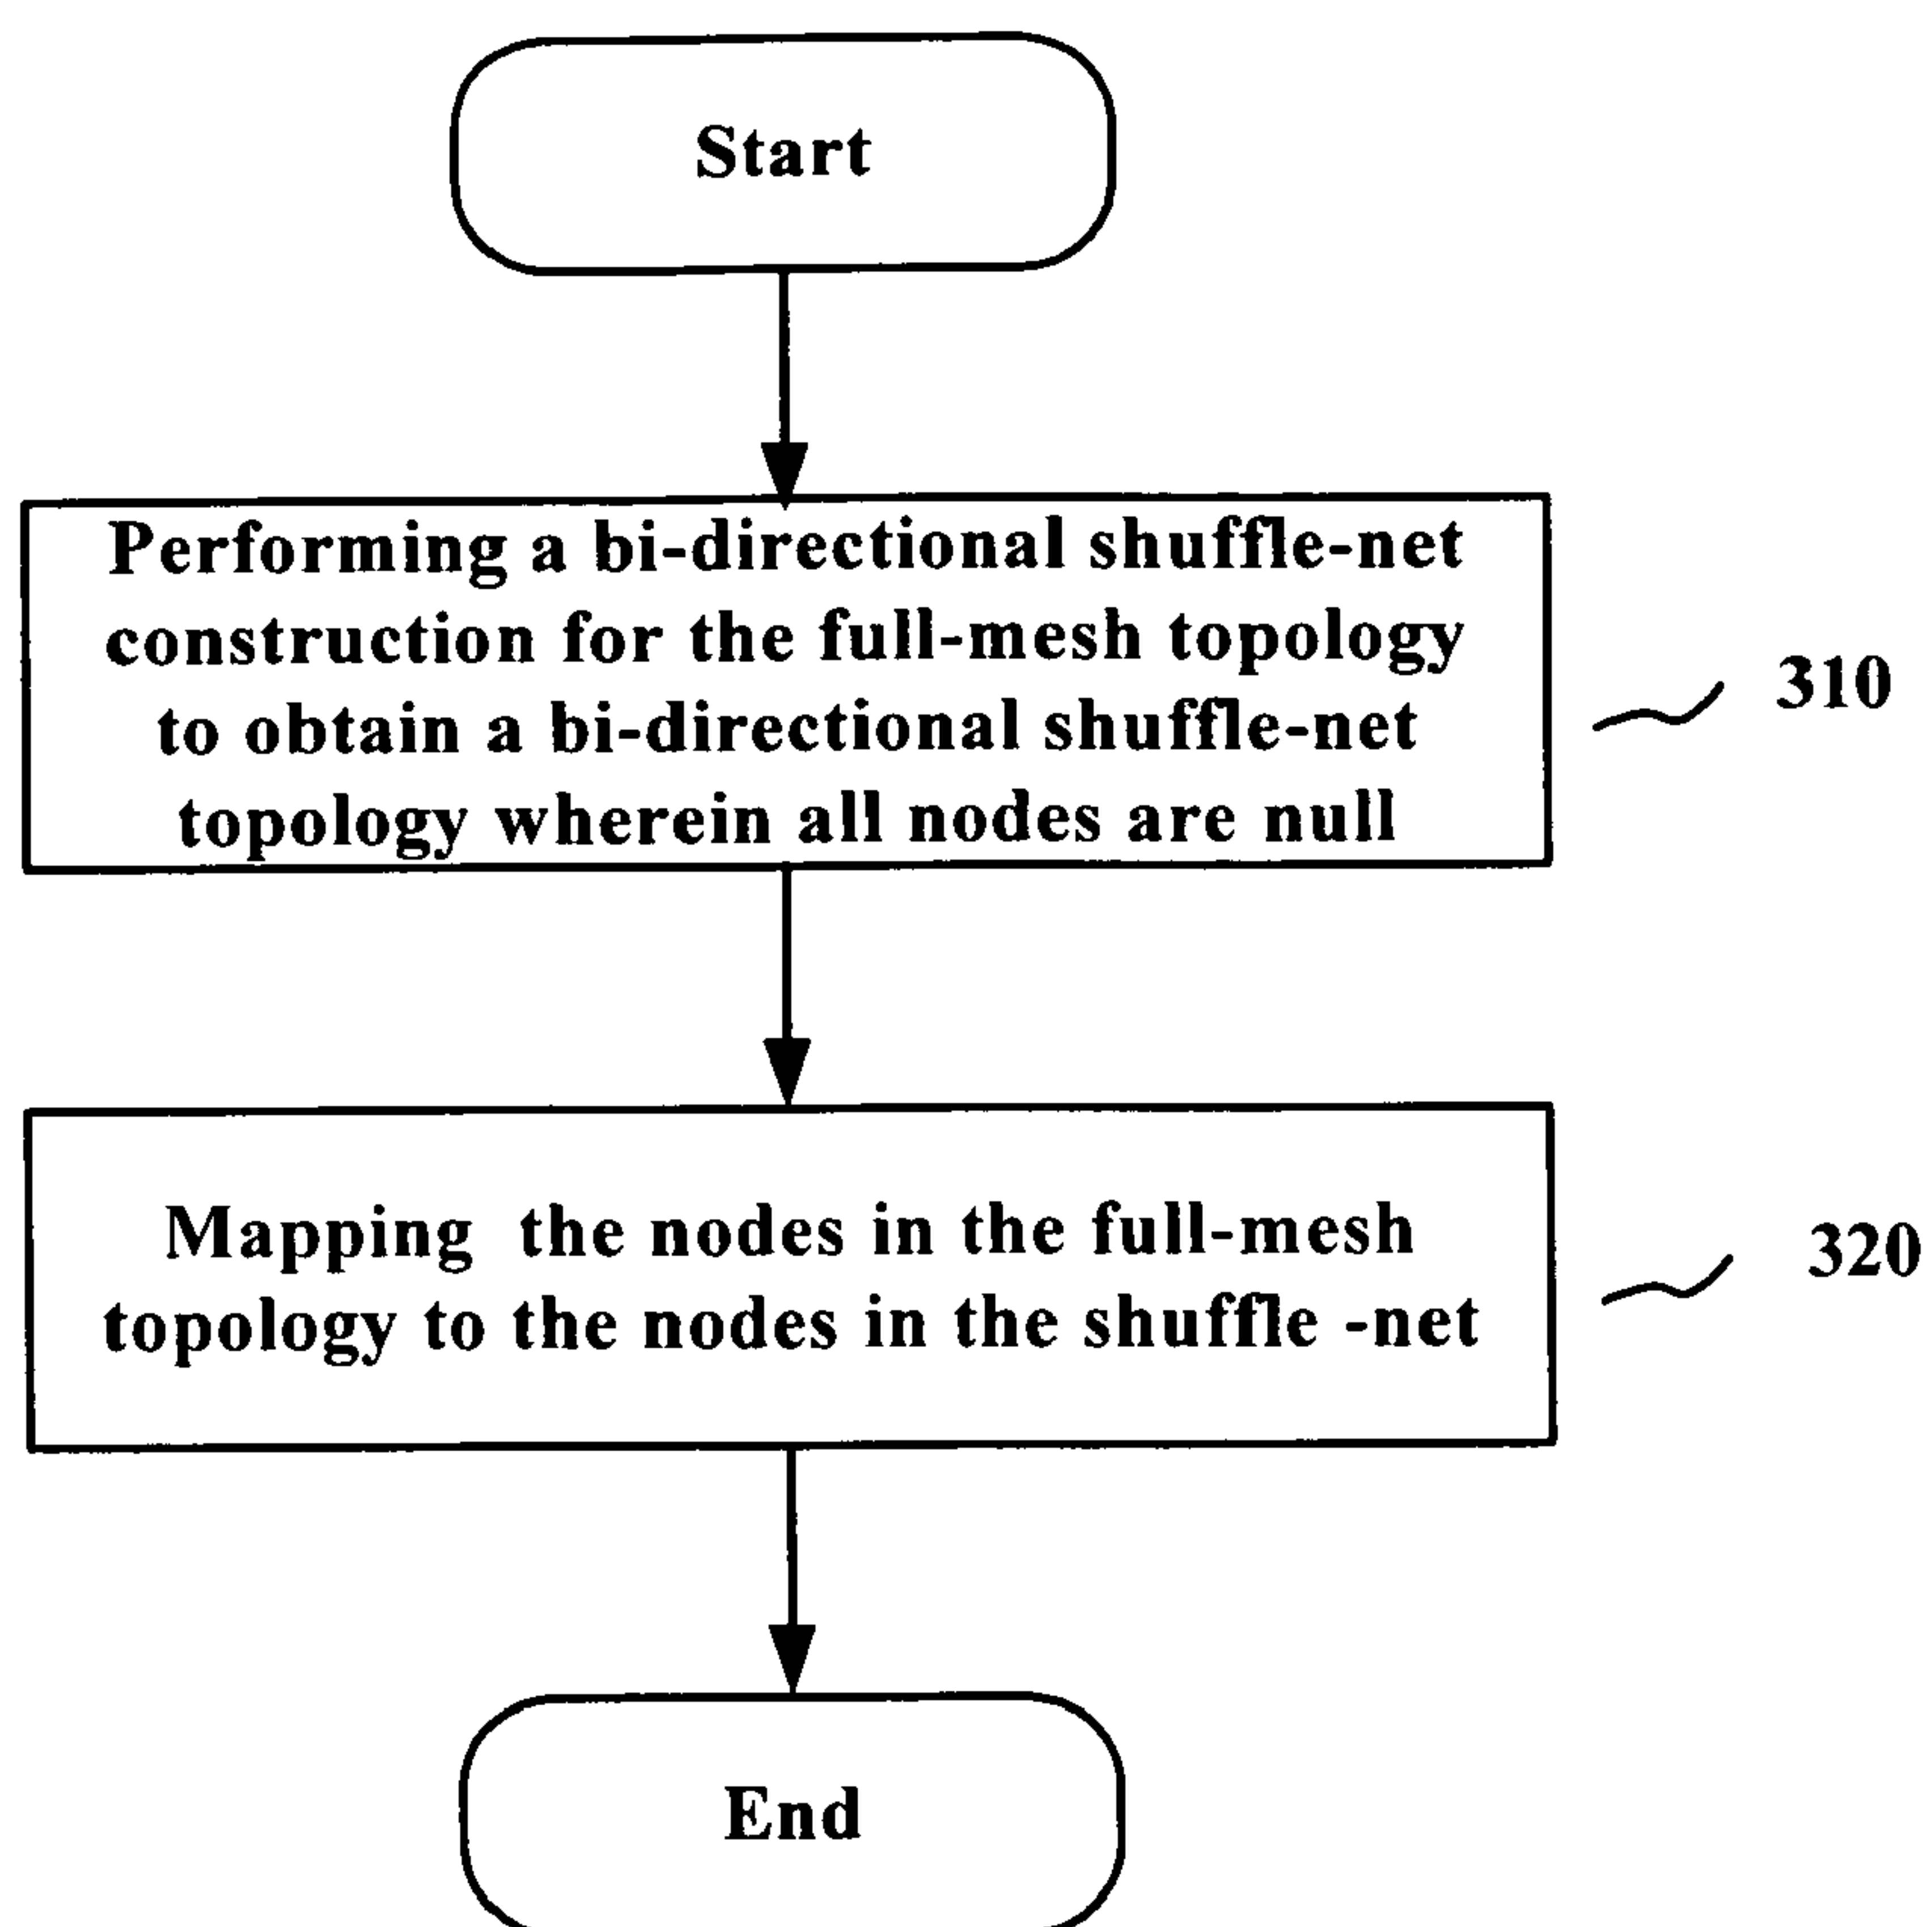 Start
Performing a bi-directional shuffle-net
construction for the full-mesh topology
to obtain a bi-directional shuffle-net
topology wherein all nodes are null
310
Mapping the nodes in the full-mesh
topology to the nodes in the shuffle -net
320
End